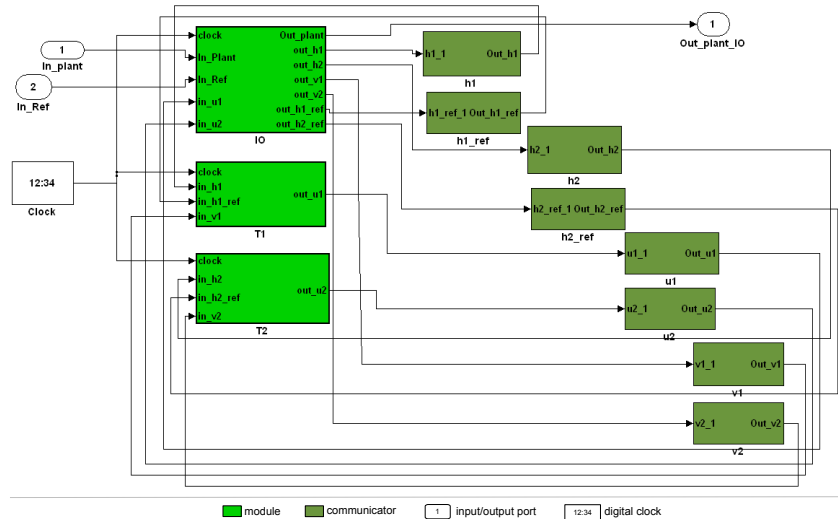 clock
In_Plant
In_Ref
in_u1
in_u2
Out_plant
out_h1
out_h2
out_v1
out_v2
out_h1_ref
out_h2_ref
IO
1
In_plant
2
In_Ref
12:34
Clock
clock
in_h1
in_h1_ref
in_v1
out_u1
T1
clock
in_h2
in_h2_ref
in_v2
out_u2
T2
1
Out_plant_IO
h1_1 Out_h1
h1
h1_ref_1 Out_h1_ref
h1_ref
h2_1 Out_h2
h2
h2_ref_1 Out_h2_ref
h2_ref
u1_1 Out_u1
u1
u2_1 Out_u2
u2
v1_1 Out_v1
v1
v2_1 Out_v2
v2
module
communicator
1 input/output port
12:34 digital clock